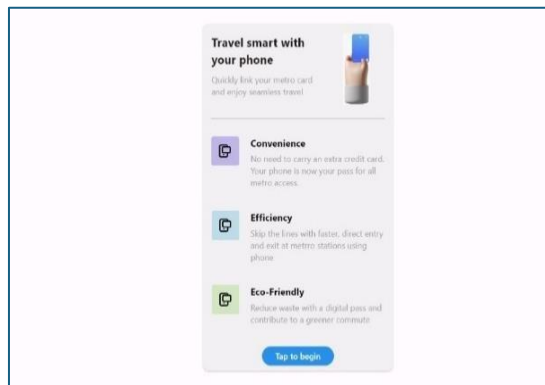 Travel smart with
your phone
Quickly link your metro card
and enjoy seamless travel
Convenience
No need to carry an extra credit card.
Your phone is now your pass for all
metro access.
Efficiency
Skip the lines with faster, direct entry
and exit at metrro stations using
phone
Eco-Friendly
Reduce waste with a digital pass and
contribute to a greener commute
Tap to begin